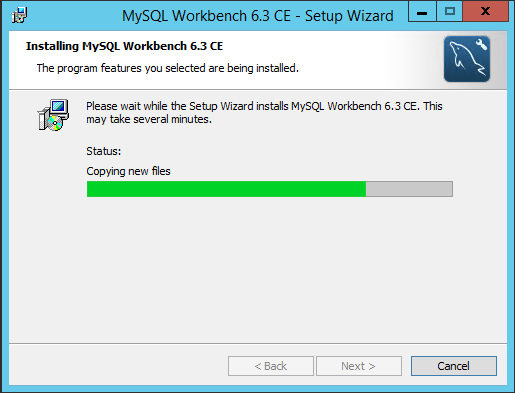 MySQL Workbench 6.3 CE - Setup Wizard
Installing MySQL Workbench 6.3 CE
The program features you selected are being installed.
Please wait while the Setup Wizard installs MySQL Workbench 6.3 CE. This
may take several minutes.
Status:
Copying new files
< Back
Next >
Cancel